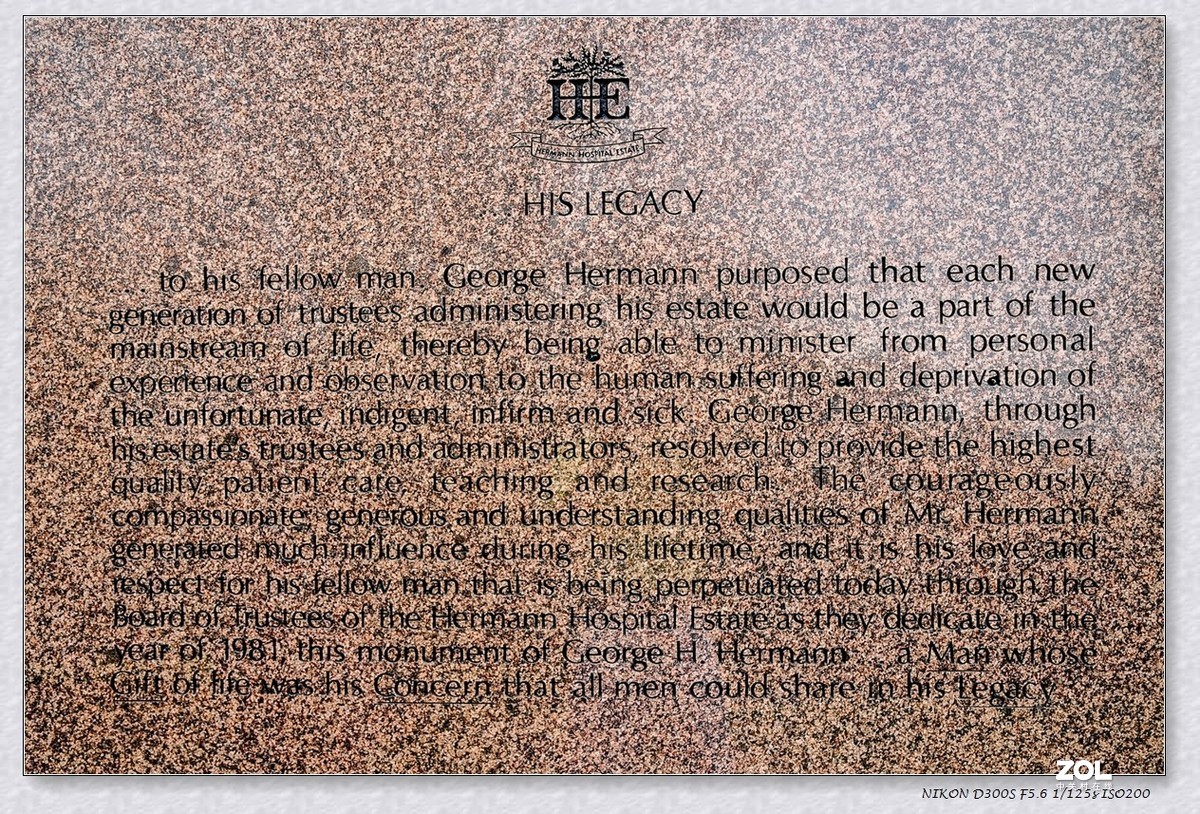 HE
HERMANN HOSPITAL ESTATE
... HIS LEGACY
... to his fellow man. George Hermann purposed that each new
generation of trustees administering his estate would be a part of the
mainstream of life, thereby being able to minister from personal
experience and observation to the human suffering and deprivation of
the unfortunate, indigent, infirm and sick. George Hermann, through
his estate's trustees and administrators, resolved to provide the highest
quality patient care, teaching and research. The courageously
compassionate, generous and understanding qualities of Mr. Hermann
generated much influence during his lifetime, and it is his love and
respect for his fellow man that is being perpetuated today through the
Board of Trustees of the Hermann Hospital Estate as they dedicate in the
year of 1981, this monument of George H. Hermann ... a Man whose
Gift of life was his Concern that all men could share in his Legacy.
ZOL
中关村在线
NIKON D300S F5.6 1/125s ISO200